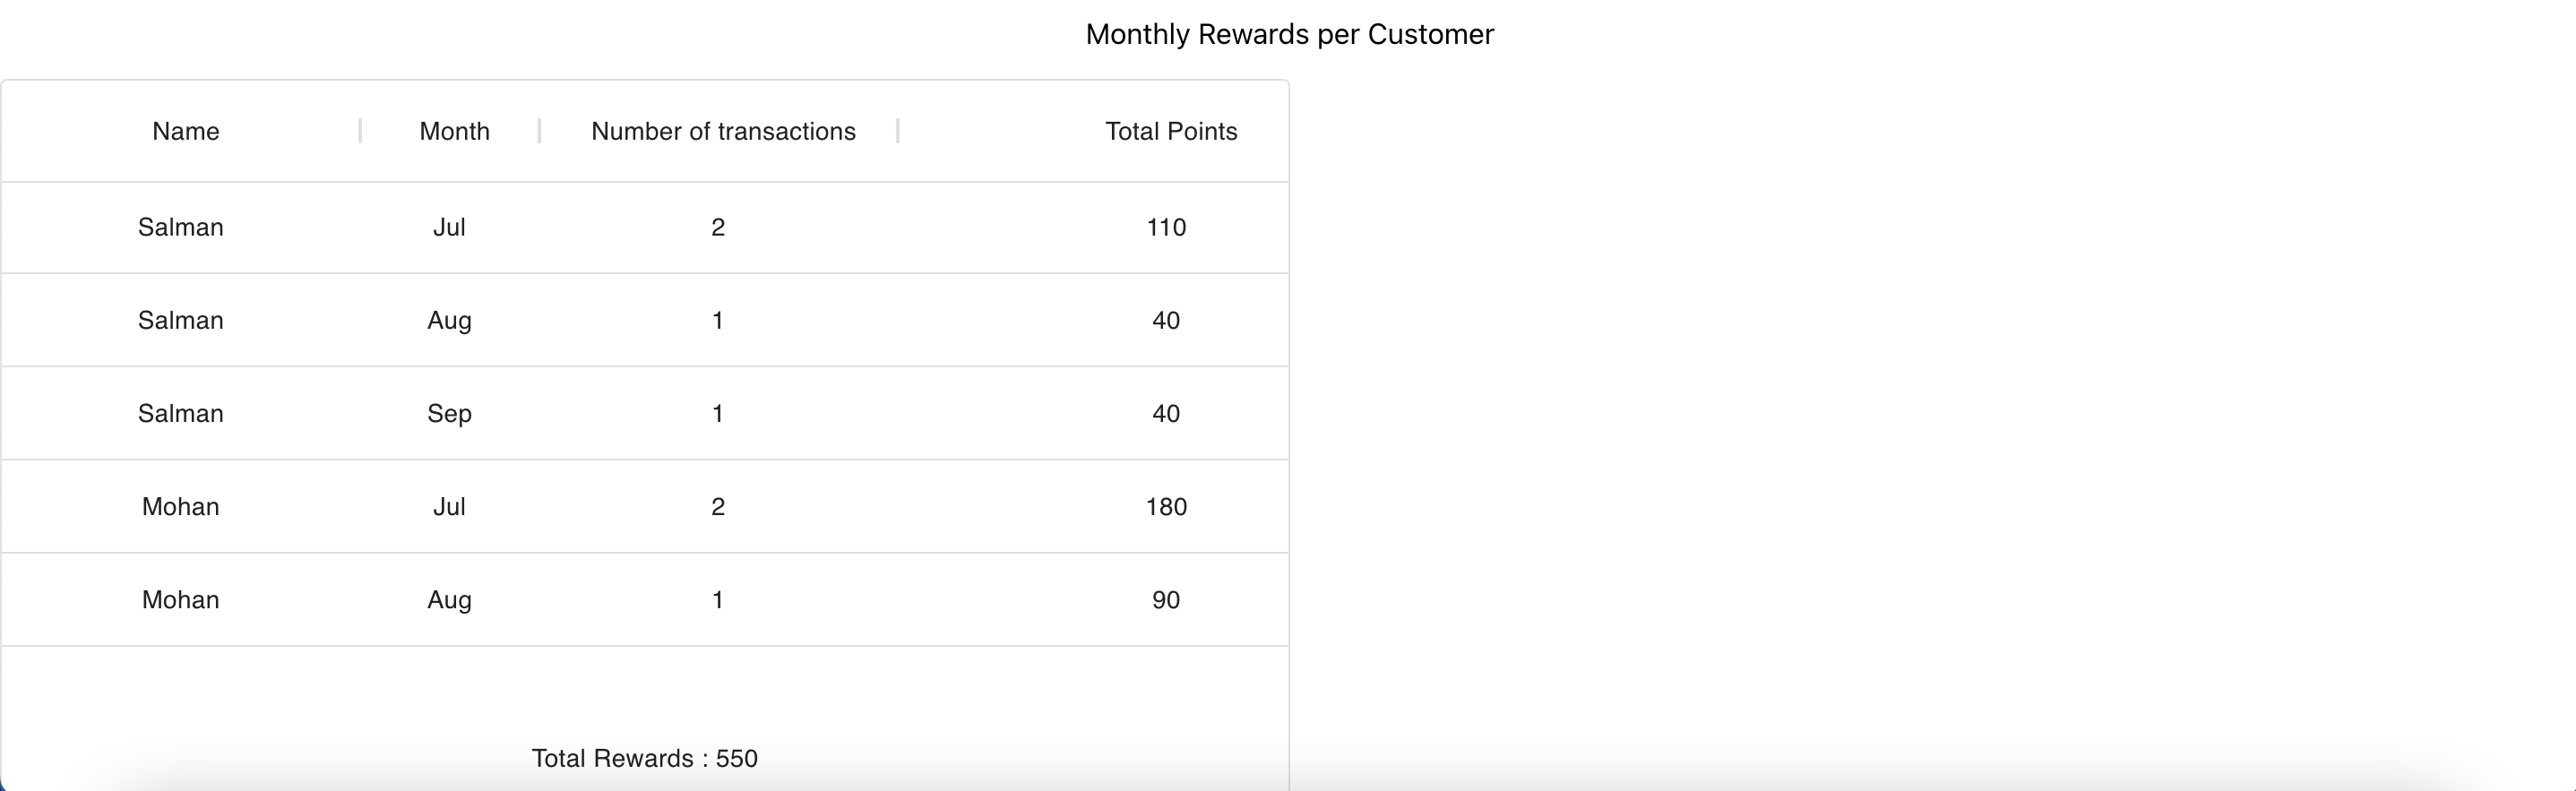 Monthly Rewards per Customer
Name Month Number of transactions Total Points
Salman Jul 2 110
Salman Aug 1 40
Salman Sep 1 40
Mohan Jul 2 180
Mohan Aug 1 90
Total Rewards : 550